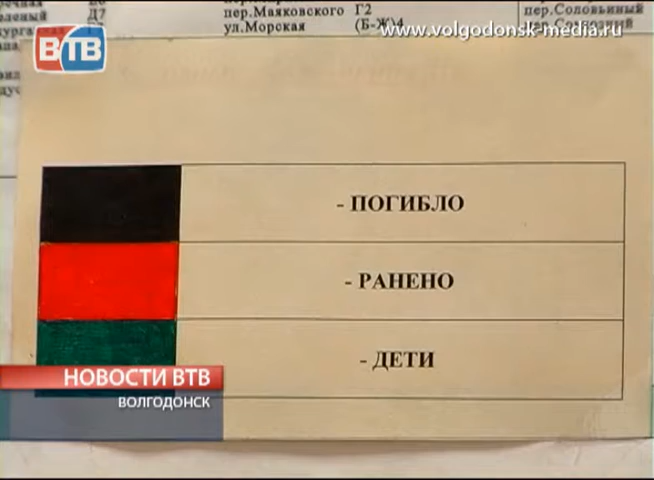 пер.Маяковского Г2 пер.Соловьиный
ул.Морская (Б-Ж)4
www.volgodonsk-media.ru
ВТВ
Д7
- ПОГИБЛО
- РАНЕНО
- ДЕТИ
НОВОСТИ ВТВ
ВОЛГОДОНСК